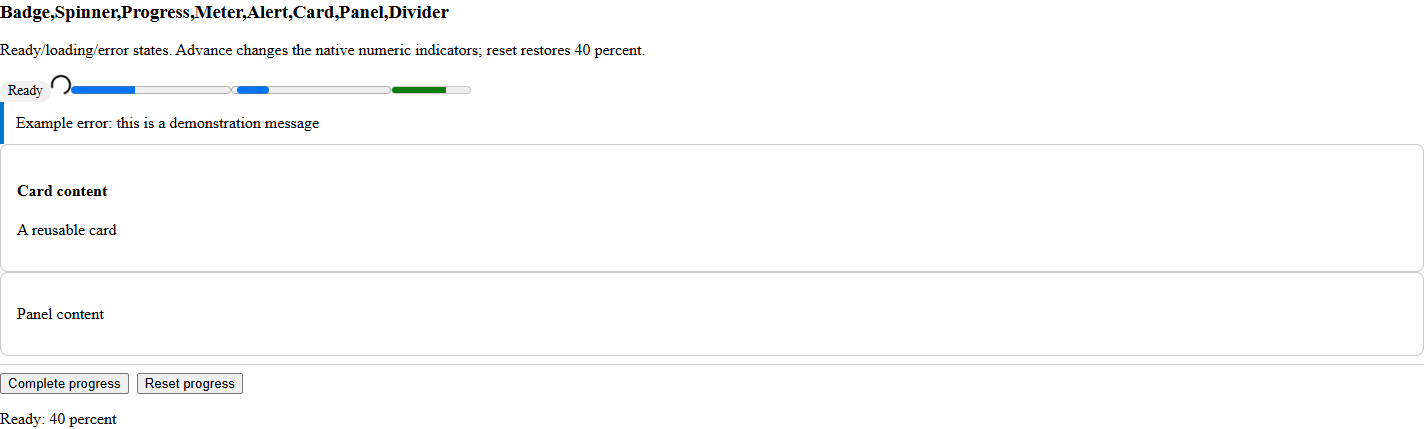 Badge,Spinner,Progress,Meter,Alert,Card,Panel,Divider
Ready/loading/error states. Advance changes the native numeric indicators; reset restores 40 percent.
Ready
Example error: this is a demonstration message
Card content
A reusable card
Panel content
Complete progress Reset progress
Ready: 40 percent